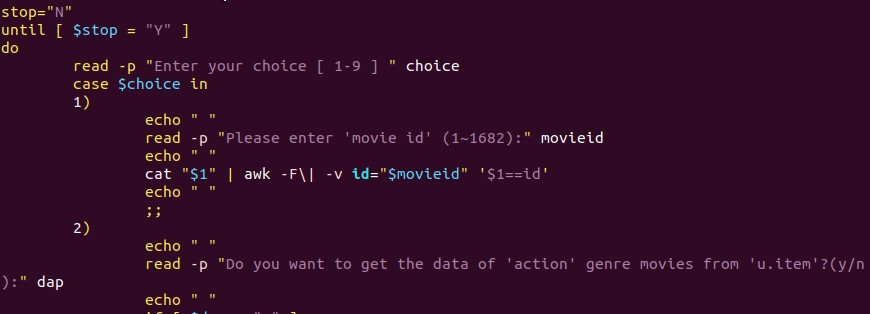 stop="N"
until [ $stop = "Y" ]
do
        read -p "Enter your choice [ 1-9 ] " choice
        case $choice in
        1)
                echo " "
                read -p "Please enter 'movie id' (1~1682):" movieid
                echo " "
                cat "$1" | awk -F\| -v id="$movieid" '$1==id'
                echo " "
                ;;
        2)
                echo " "
                read -p "Do you want to get the data of 'action' genre movies from 'u.item'?(y/n
):" dap
                echo " "